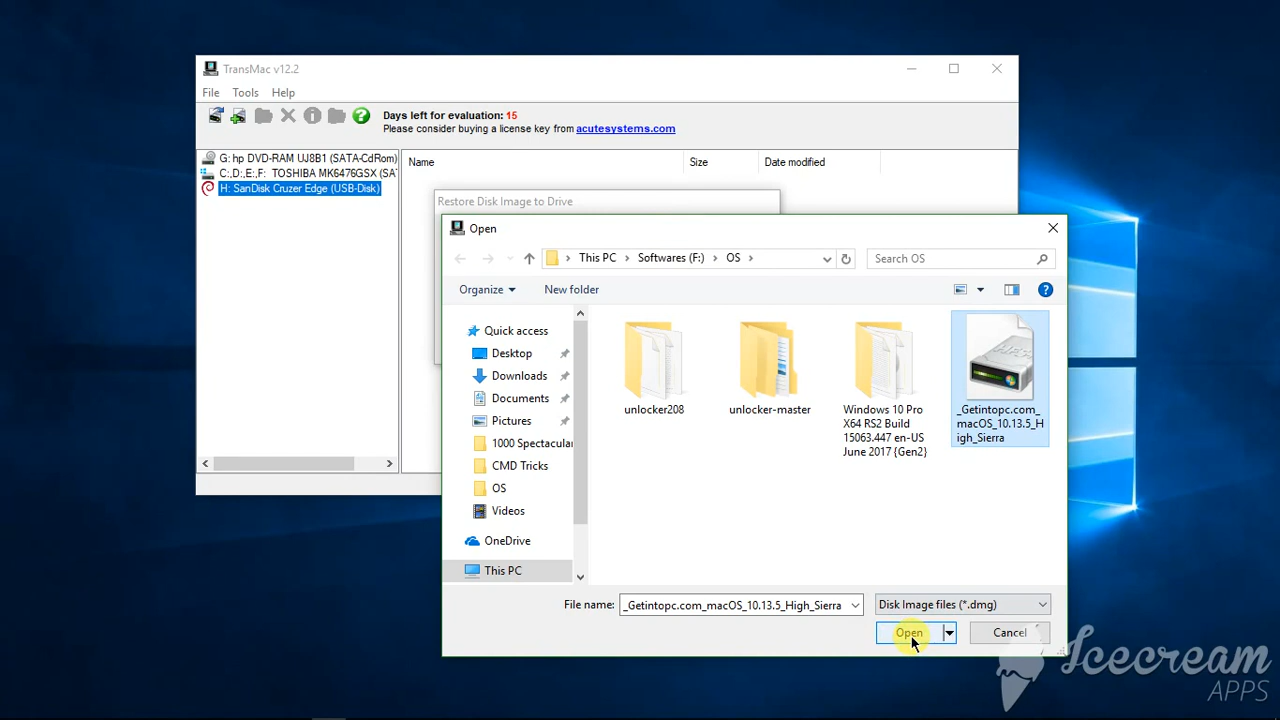 TransMac v12.2
File Tools Help
Days left for evaluation: 15
Please consider buying a license key from acutesystems.com
G: hp DVD-RAM UJ8B1 (SATA-CdRom)
C:,D:,E:,F: TOSHIBA MK6476GSX (SA
H: SanDisk Cruzer Edge (USB-Disk)
Name Size Date modified
Restore Disk Image to Drive
Open
This PC > Softwares (F:) > OS >
Search OS
Organize New folder
Quick access
Desktop
Downloads
Documents
Pictures
1000 Spectacular
CMD Tricks
OS
Videos
OneDrive
This PC
unlocker208
unlocker-master
Windows 10 Pro
X64 RS2 Build
15063.447 en-US
June 2017 {Gen2}
_Getintopc.com_
macOS_10.13.5_H
igh_Sierra
File name: _Getintopc.com_macOS_10.13.5_High_Sierra
Disk Image files (*.dmg)
Open Cancel
Icecream
APPS